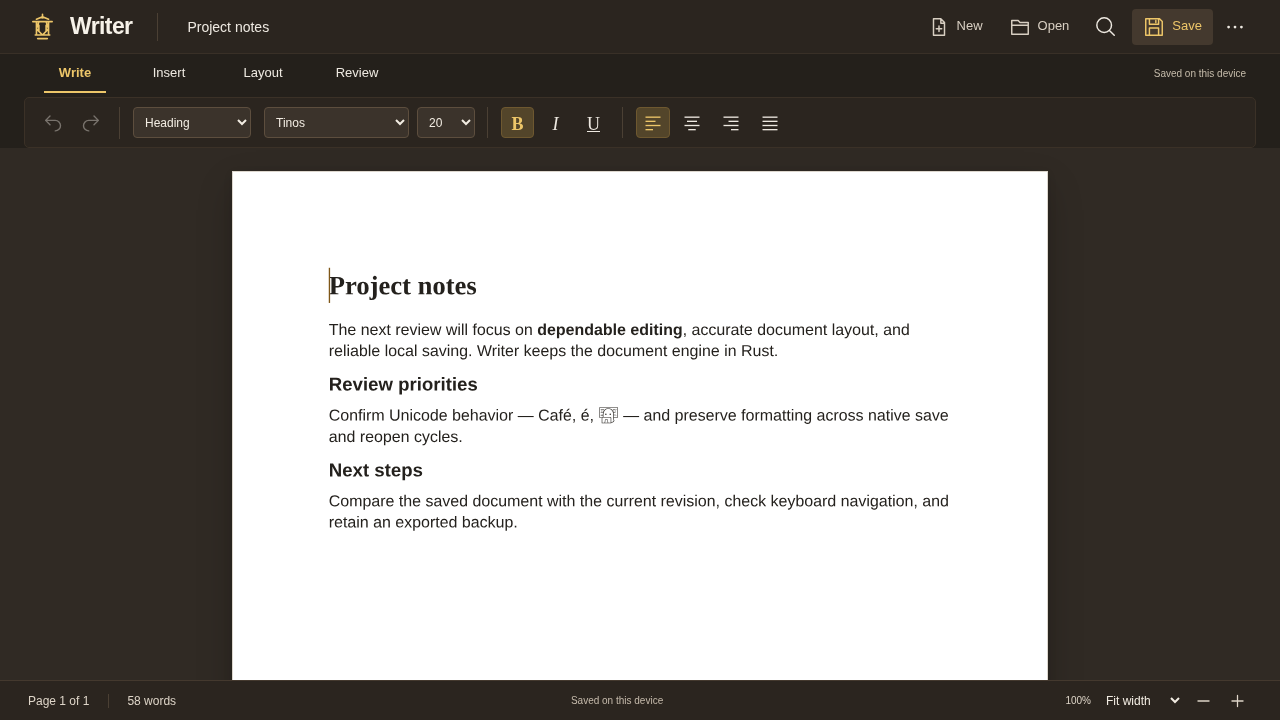 Writer
Project notes
New
Open
Save
Write
Insert
Layout
Review
Saved on this device
Heading
Tinos
20
B
I
U
Project notes
The next review will focus on dependable editing, accurate document layout, and
reliable local saving. Writer keeps the document engine in Rust.
Review priorities
Confirm Unicode behavior — Café, é, — and preserve formatting across native save
and reopen cycles.
Next steps
Compare the saved document with the current revision, check keyboard navigation, and
retain an exported backup.
Page 1 of 1
58 words
Saved on this device
100%
Fit width